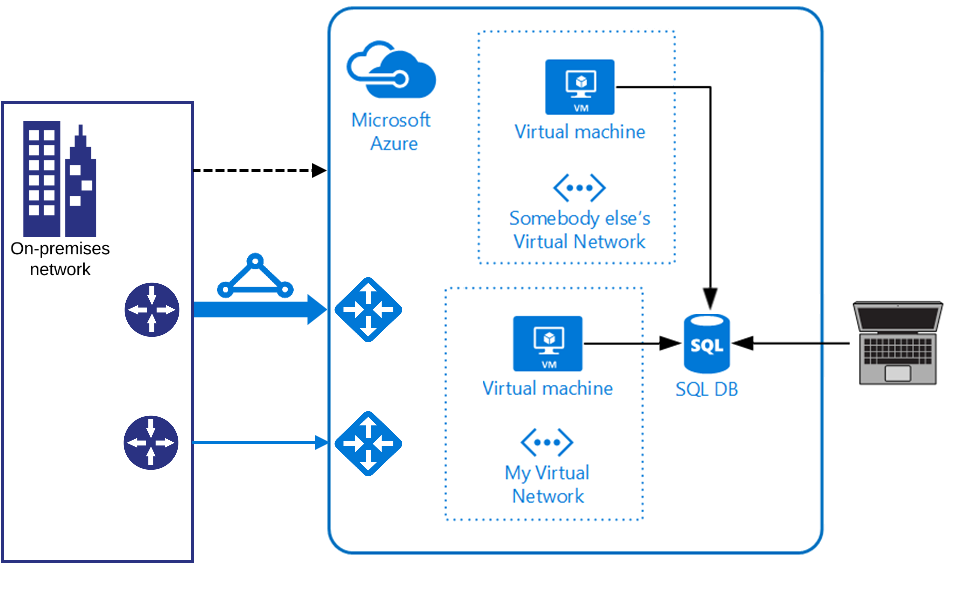 Microsoft
Azure
VM
Virtual machine
Somebody else's
Virtual Network
On-premises
network
VM
Virtual machine
SQL
SQL DB
My Virtual
Network